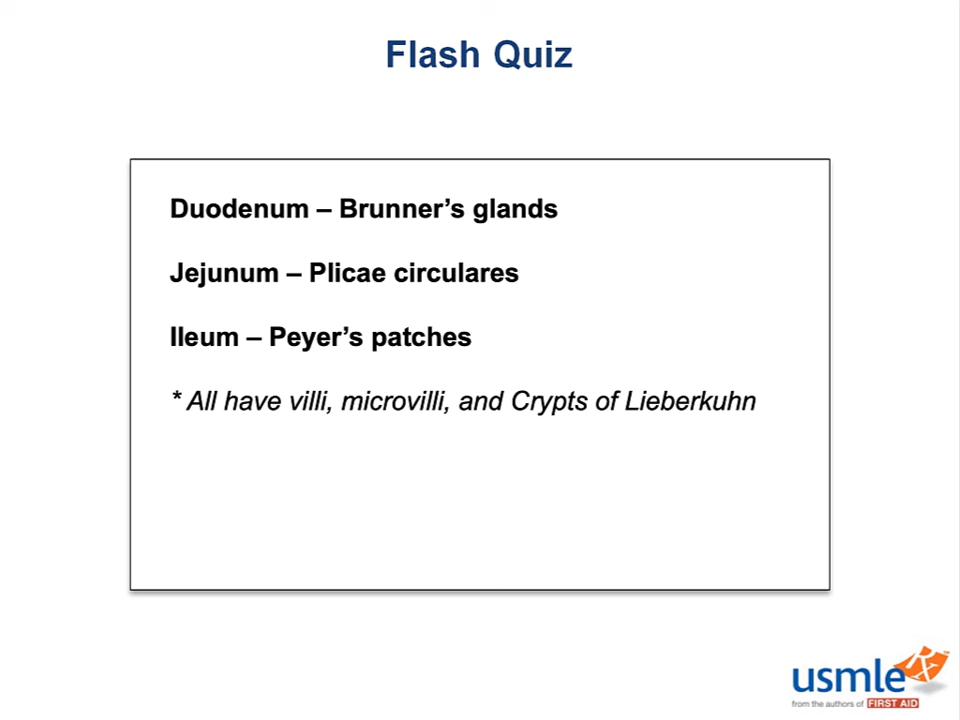 Flash Quiz
Duodenum – Brunner’s glands
Jejunum – Plicae circulares
Ileum – Peyer’s patches
* All have villi, microvilli, and Crypts of Lieberkuhn
usmle Rx
from the authors of FIRST AID